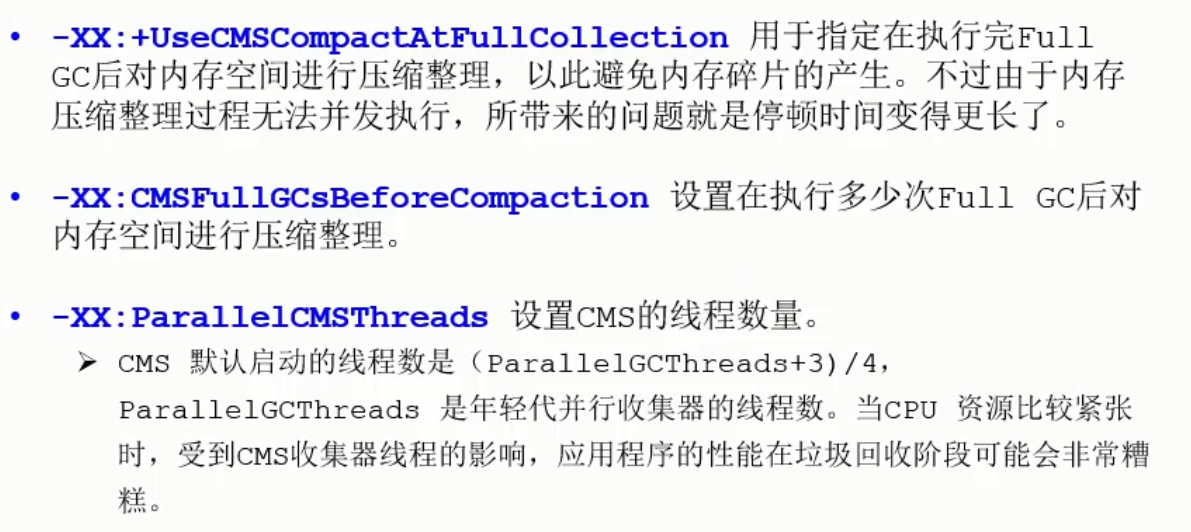 • -XX:+UseCMSCompactAtFullCollection 用于指定在执行完Full
GC后对内存空间进行压缩整理，以此避免内存碎片的产生。不过由于内存
压缩整理过程无法并发执行，所带来的问题就是停顿时间变得更长了。
• -XX:CMSFullGCsBeforeCompaction 设置在执行多少次Full GC后对
内存空间进行压缩整理。
• -XX:ParallelCMSThreads 设置CMS的线程数量。
➢ CMS 默认启动的线程数是（ParallelGCThreads+3)/4，
ParallelGCThreads 是年轻代并行收集器的线程数。当CPU 资源比较紧张
时，受到CMS收集器线程的影响，应用程序的性能在垃圾回收阶段可能会非常糟
糕。